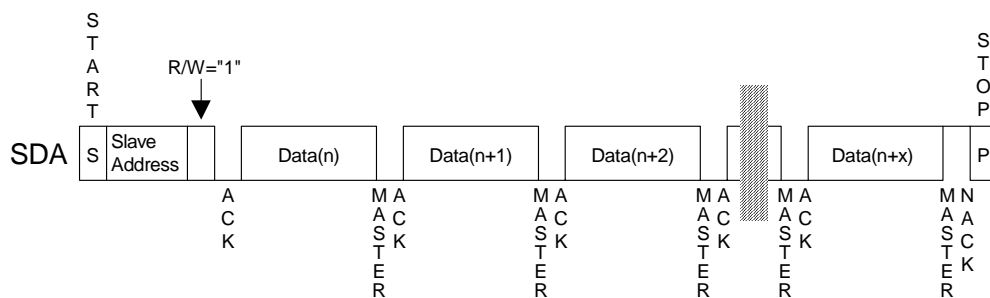 START
STOP
R/W="1"
SDA
S
Slave
Address
Data(n)
Data(n+1)
Data(n+2)
Data(n+x)
P
ACK
MASTER
ACK
MASTER
ACK
MASTER
ACK
MASTER
ACK
MASTER
NACK